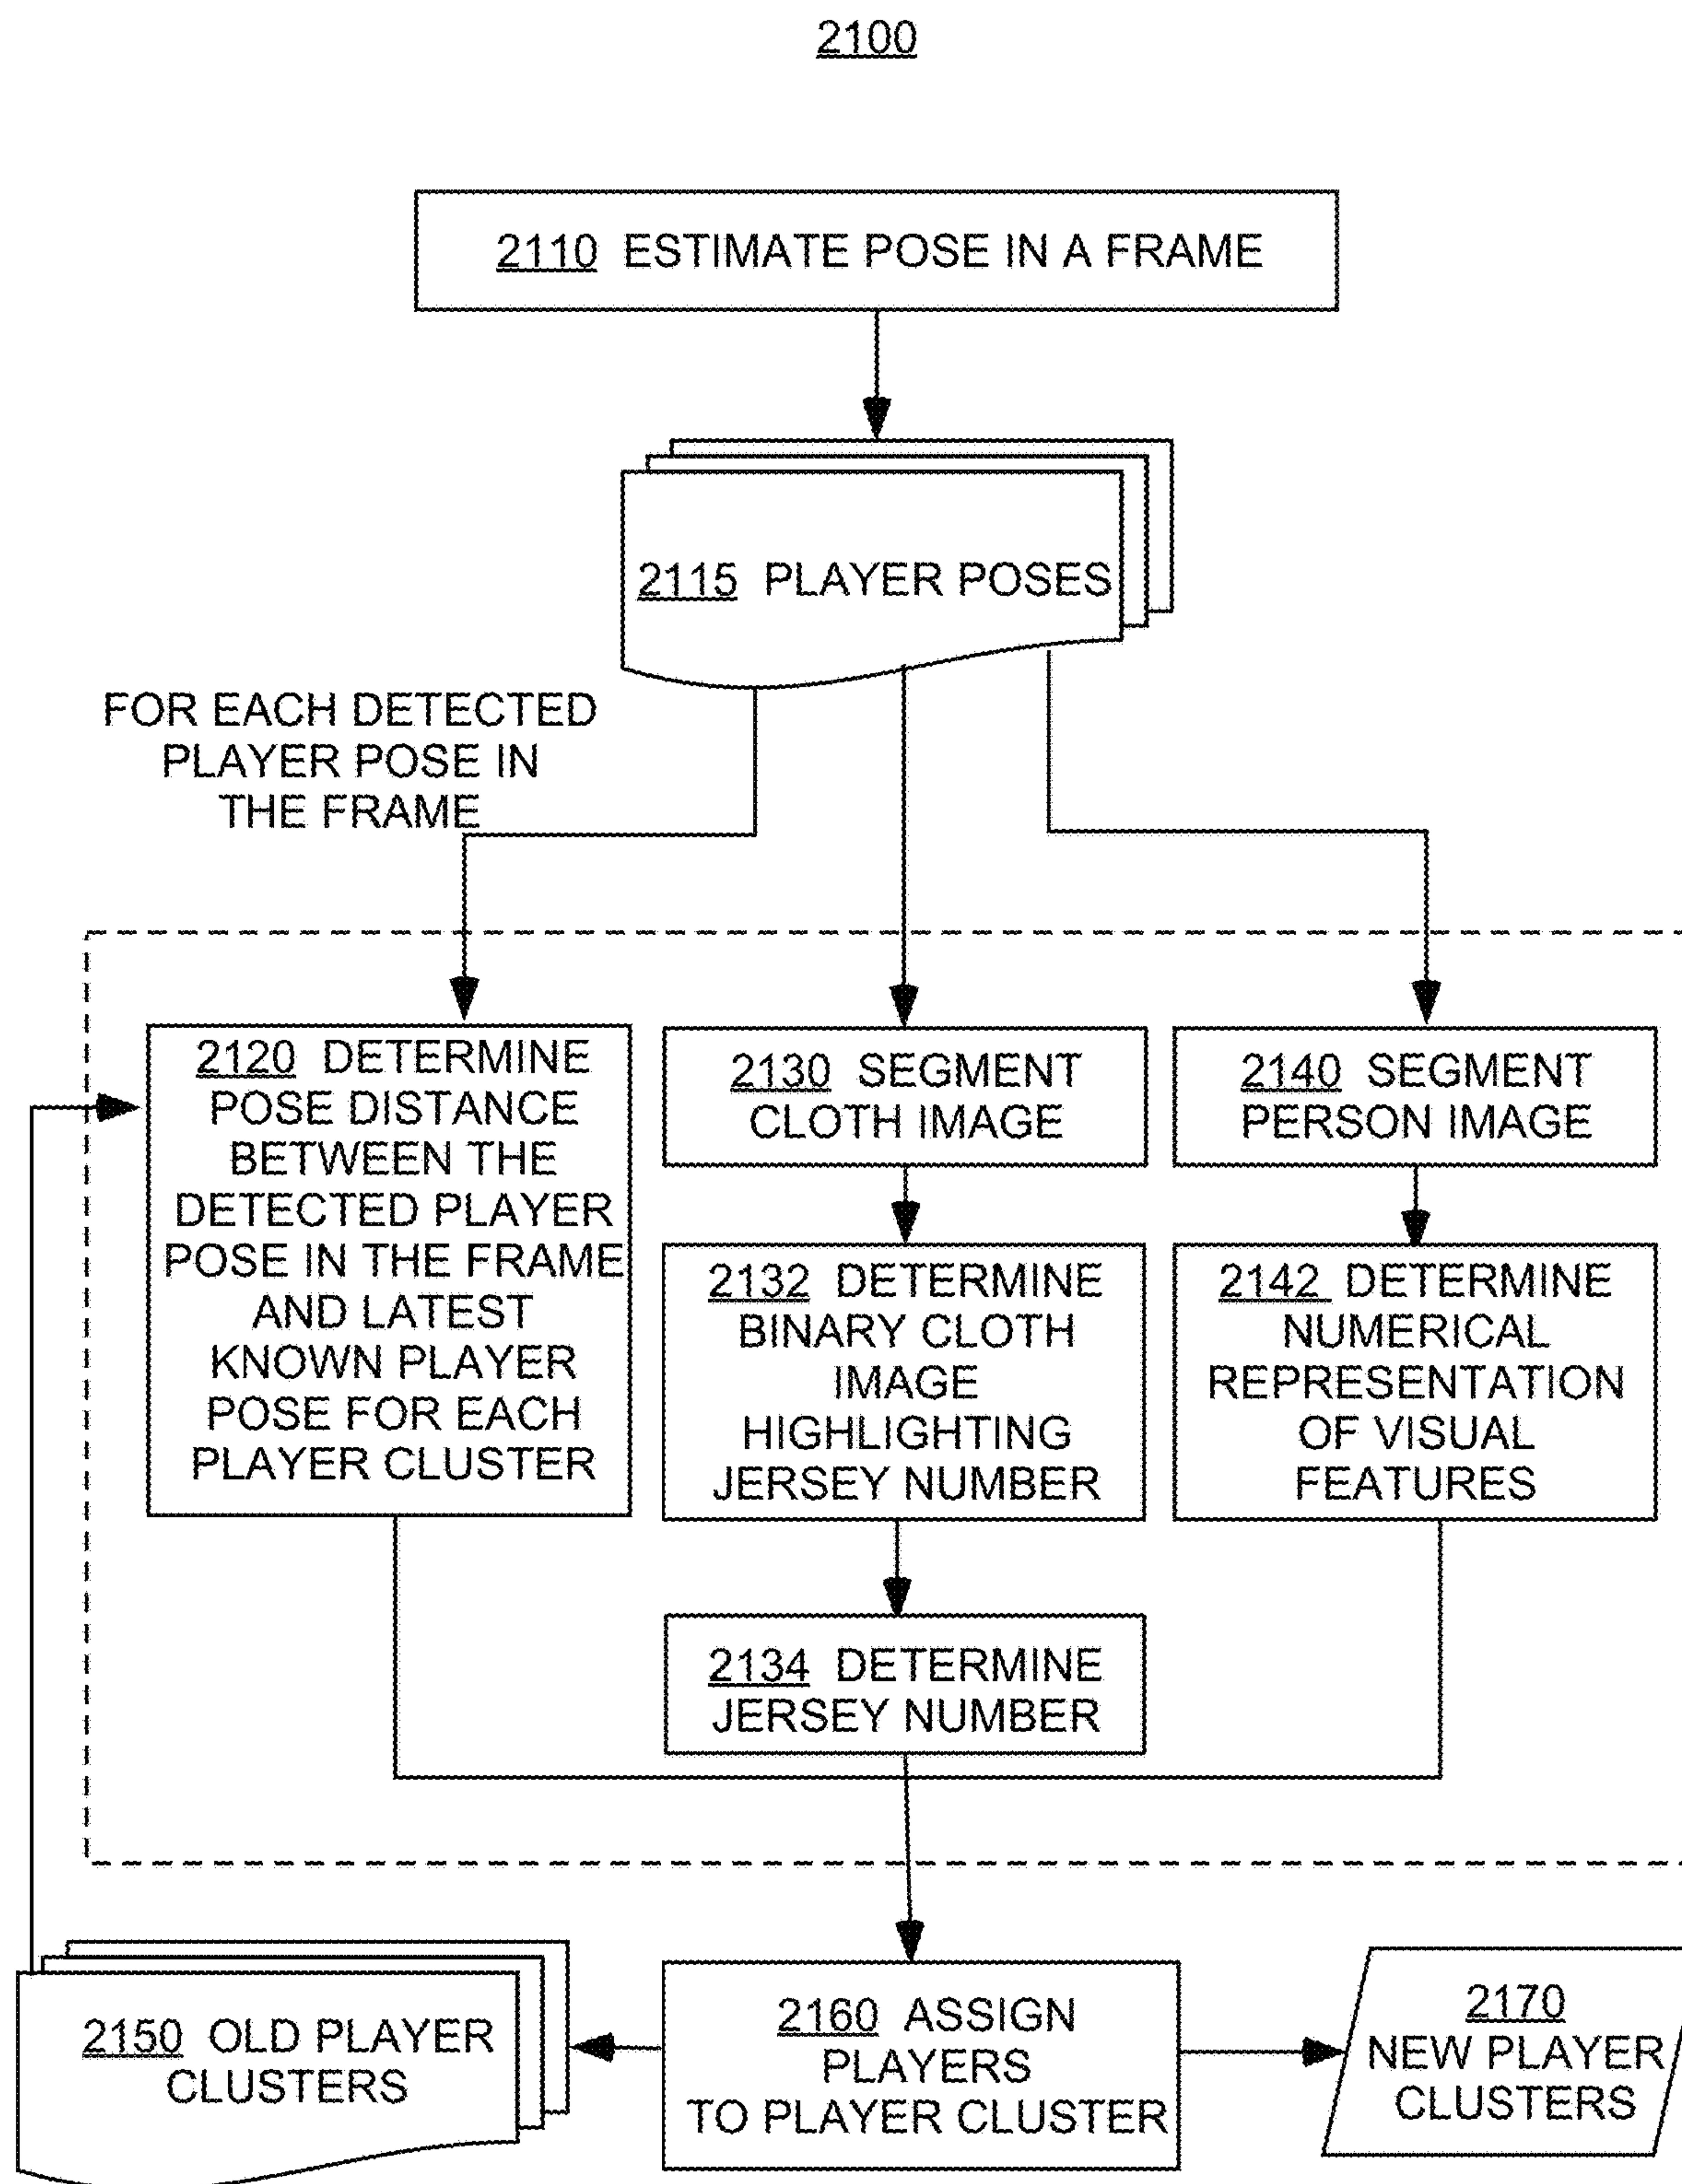 2100
2110 ESTIMATE POSE IN A FRAME
2115 PLAYER POSES
FOR EACH DETECTED
PLAYER POSE IN
THE FRAME
2120 DETERMINE
POSE DISTANCE
BETWEEN THE
DETECTED PLAYER
POSE IN THE FRAME
AND LATEST
KNOWN PLAYER
POSE FOR EACH
PLAYER CLUSTER
2130 SEGMENT
CLOTH IMAGE
2140 SEGMENT
PERSON IMAGE
2132 DETERMINE
BINARY CLOTH
IMAGE
HIGHLIGHTING
JERSEY NUMBER
2142 DETERMINE
NUMERICAL
REPRESENTATION
OF VISUAL
FEATURES
2134 DETERMINE
JERSEY NUMBER
2150 OLD PLAYER
CLUSTERS
2160 ASSIGN
PLAYERS
TO PLAYER CLUSTER
2170
NEW PLAYER
CLUSTERS